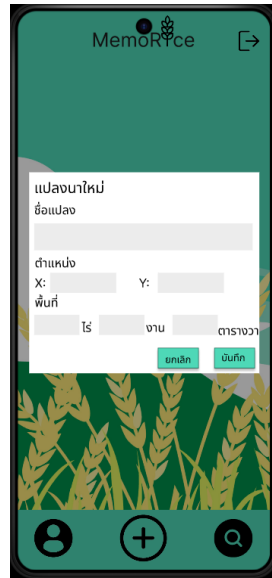 MemoRice
แปลงนาใหม่
ชื่อแปลง
ตำแหน่ง
X: Y:
พื้นที่
ไร่ งาน ตารางวา
ยกเลิก บันทึก